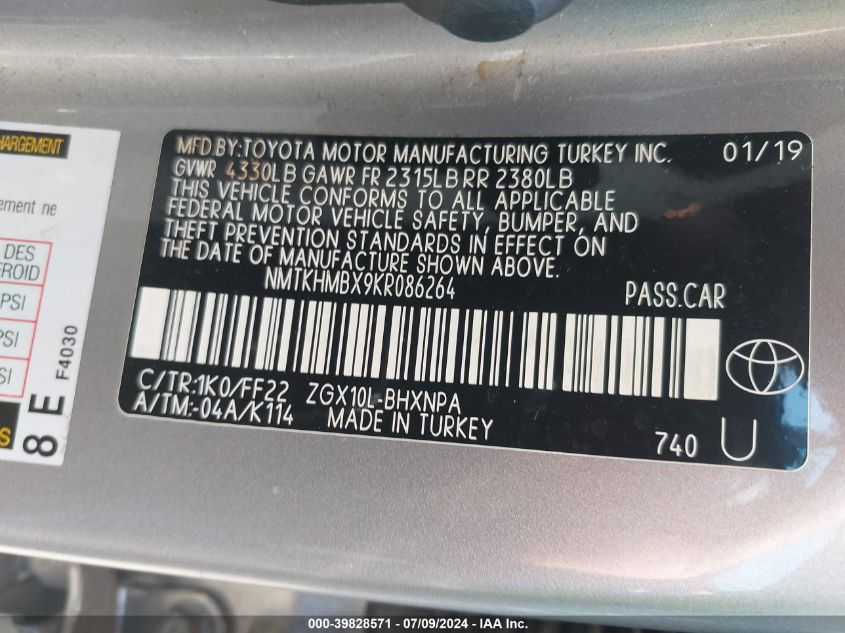 HARGEMENT
ement ne
DES
FROID
PSI
PSI
SI
S
8 E F4030
MFD.BY:TOYOTA MOTOR MANUFACTURING TURKEY INC. 01/19
GVWR 4330LB GAWR FR 2315LB RR 2380LB
THIS VEHICLE CONFORMS TO ALL APPLICABLE
FEDERAL MOTOR VEHICLE SAFETY, BUMPER, AND
THEFT PREVENTION STANDARDS IN EFFECT ON
THE DATE OF MANUFACTURE SHOWN ABOVE.
NMTKHMBX9KR086264 PASS.CAR
C/TR:1K0/FF22 ZGX10L-BHXNPA
A/TM:-04A/K114 MADE IN TURKEY
740 U
000-39828571 / 07/09/2024 - IAA Inc.